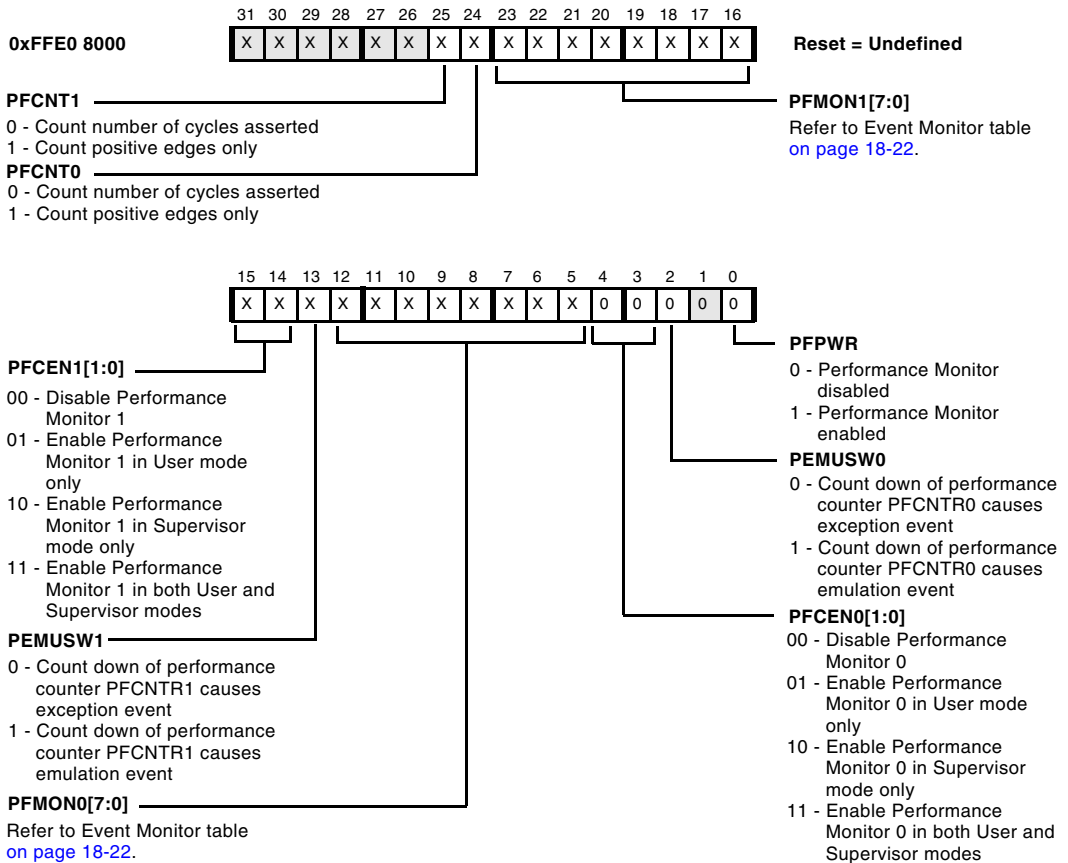 31 30 29 28 27 26 25 24 23 22 21 20 19 18 17 16
0xFFE0 8000
X X X X X X X X X X X X X X X X
Reset = Undefined
PFCNT1
0 - Count number of cycles asserted
1 - Count positive edges only
PFCNT0
0 - Count number of cycles asserted
1 - Count positive edges only
PFMON1[7:0]
Refer to Event Monitor table
on page 18-22.
15 14 13 12 11 10 9 8 7 6 5 4 3 2 1 0
X X X X X X X X X X X 0 0 0 0 0
PFCEN1[1:0]
00 - Disable Performance
Monitor 1
01 - Enable Performance
Monitor 1 in User mode
only
10 - Enable Performance
Monitor 1 in Supervisor
mode only
11 - Enable Performance
Monitor 1 in both User and
Supervisor modes
PEMUSW1
0 - Count down of performance
counter PFCNTR1 causes
exception event
1 - Count down of performance
counter PFCNTR1 causes
emulation event
PFMON0[7:0]
Refer to Event Monitor table
on page 18-22.
PFPWR
0 - Performance Monitor
disabled
1 - Performance Monitor
enabled
PEMUSW0
0 - Count down of performance
counter PFCNTR0 causes
exception event
1 - Count down of performance
counter PFCNTR0 causes
emulation event
PFCEN0[1:0]
00 - Disable Performance
Monitor 0
01 - Enable Performance
Monitor 0 in User mode
only
10 - Enable Performance
Monitor 0 in Supervisor
mode only
11 - Enable Performance
Monitor 0 in both User and
Supervisor modes